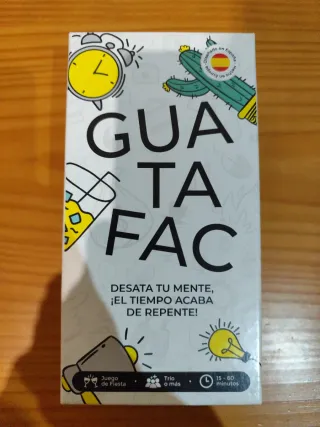 GUA
TA
FAC
DESATA TU MENTE,
¡EL TIEMPO ACABA
DE REPENTE!
Juego
de Fiesta
Trío
o más
15 - 60
minutos